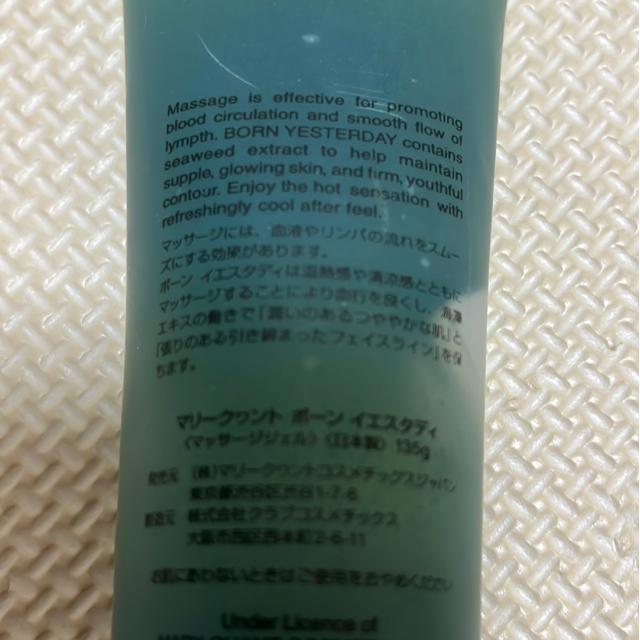 Massage is effective for promoting
blood circulation and smooth flow of
lympth. BORN YESTERDAY contains
seaweed extract to help maintain
supple, glowing skin, and firm, youthful
contour. Enjoy the hot sensation with
refreshingly cool after feel.
マッサージには、血液やリンパの流れをスムー
ズにする効果があります。
ボーン イエスタディは温熱感や清涼感とともに
マッサージすることにより血行を良くし、海藻
エキスの働きで「潤いのあるつややかな肌」と
「張りのある引き締まったフェイスライン」を保
ちます。
マリークヮント ボーン イエスタディ
〈マッサージジェル〉〈日本製〉 135g
発売元 (株)マリークヮントコスメチックスジャパン
東京都渋谷区渋谷1-7-6
製造元 株式会社クラブコスメチックス
大阪市西区西本町2-6-11
お肌にあわないときはご使用をおやめください
Under Licence of